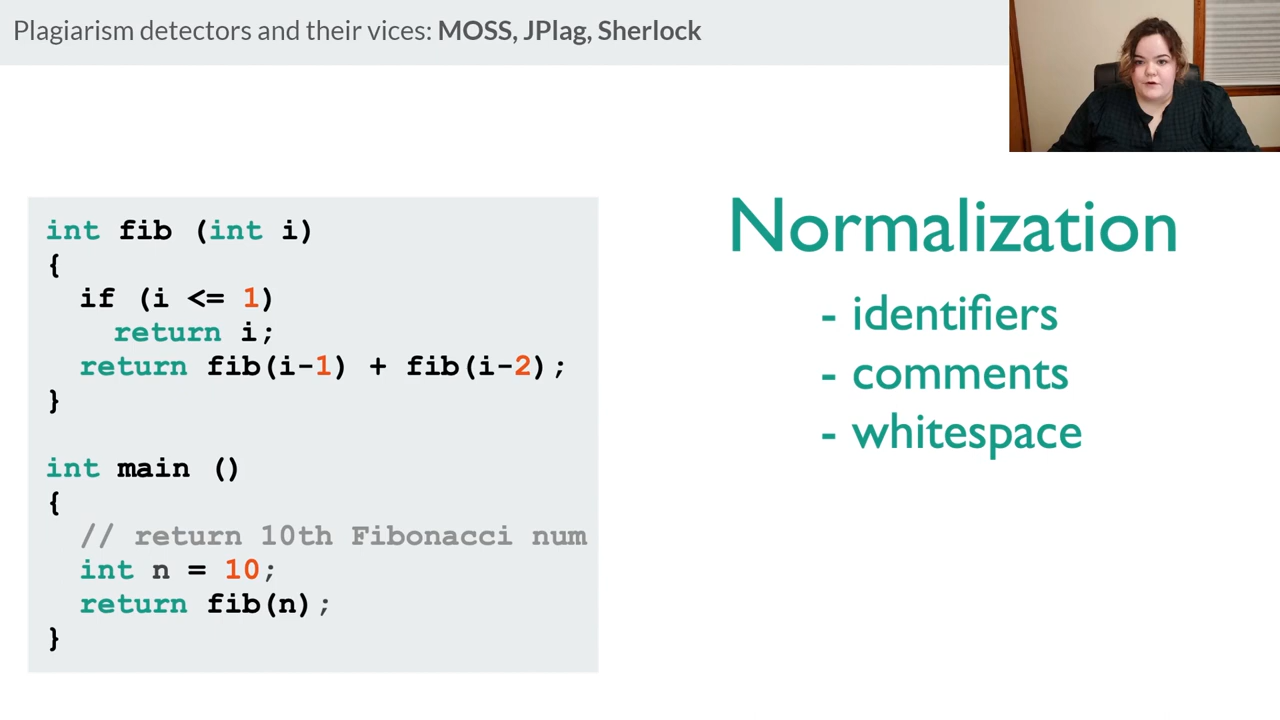 Plagiarism detectors and their vices: MOSS, JPlag, Sherlock
int fib (int i)
{
if (i <= 1)
return i;
return fib(i-1) + fib(i-2);
}
int main ()
{
// return 10th Fibonacci num
int n = 10;
return fib(n);
}
Normalization
- identifiers
- comments
- whitespace